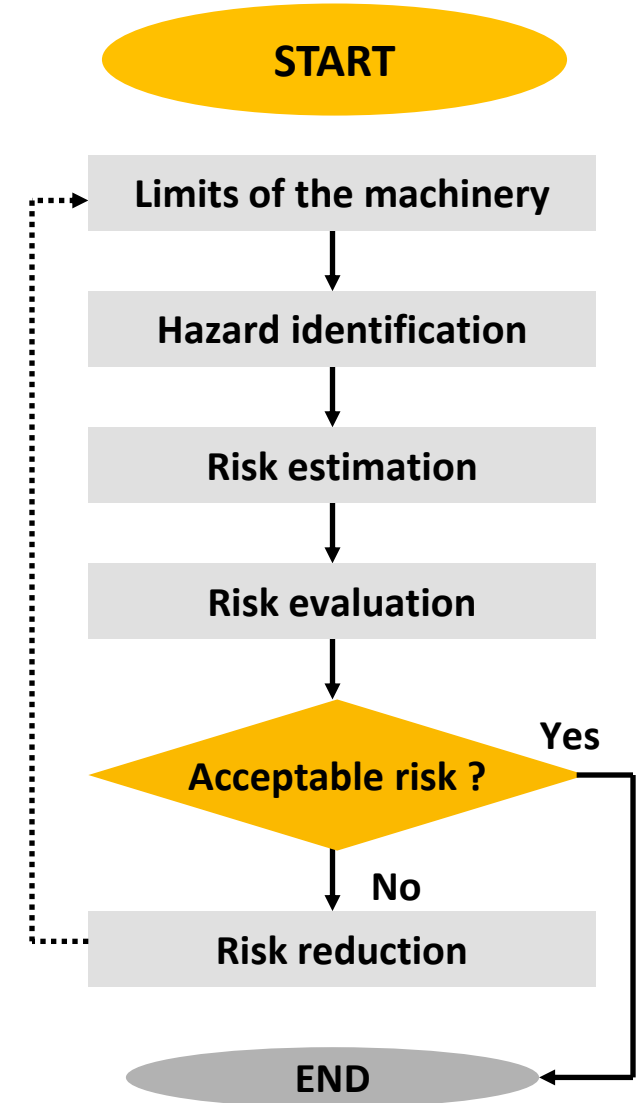 START
Limits of the machinery
Hazard identification
Risk estimation
Risk evaluation
Yes
Acceptable risk ?
No
Risk reduction
END